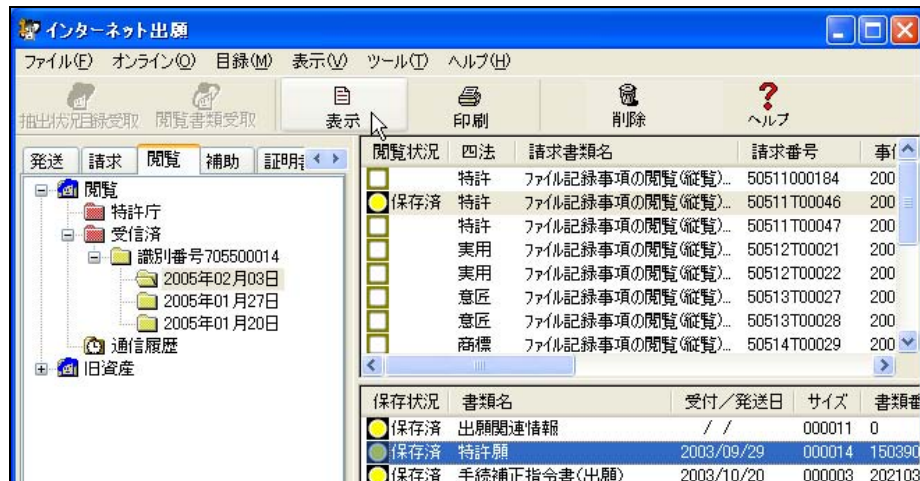 インターネット出願
ファイル(F) オンライン(O) 目録(M) 表示(V) ツール(T) ヘルプ(H)
抽出状況目録受取 閲覧書類受取 表示 印刷 削除 ヘルプ
発送 請求 閲覧 補助
閲覧
特許庁
受信済
識別番号705500014
2005年02月03日
2005年01月27日
2005年01月20日
通信履歴
旧資産
閲覧状況 四法 請求書類名 請求番号
特許 ファイル記録事項の閲覧(縦覧)... 50511000184 200
保存済 特許 ファイル記録事項の閲覧(縦覧)... 50511T00046 200
特許 ファイル記録事項の閲覧(縦覧)... 50511T00047 200
実用 ファイル記録事項の閲覧(縦覧)... 50512T00021 200
実用 ファイル記録事項の閲覧(縦覧)... 50512T00022 200
意匠 ファイル記録事項の閲覧(縦覧)... 50513T00027 200
意匠 ファイル記録事項の閲覧(縦覧)... 50513T00028 200
商標 ファイル記録事項の閲覧(縦覧)... 50514T00029 200
保存状況 書類名 受付/発送日 サイズ 書類番
保存済 出願関連情報 / / 000011 0
保存済 特許願 2003/09/29 000014 150390
保存済 手続補正指令書(出願) 2003/10/20 000003 202103